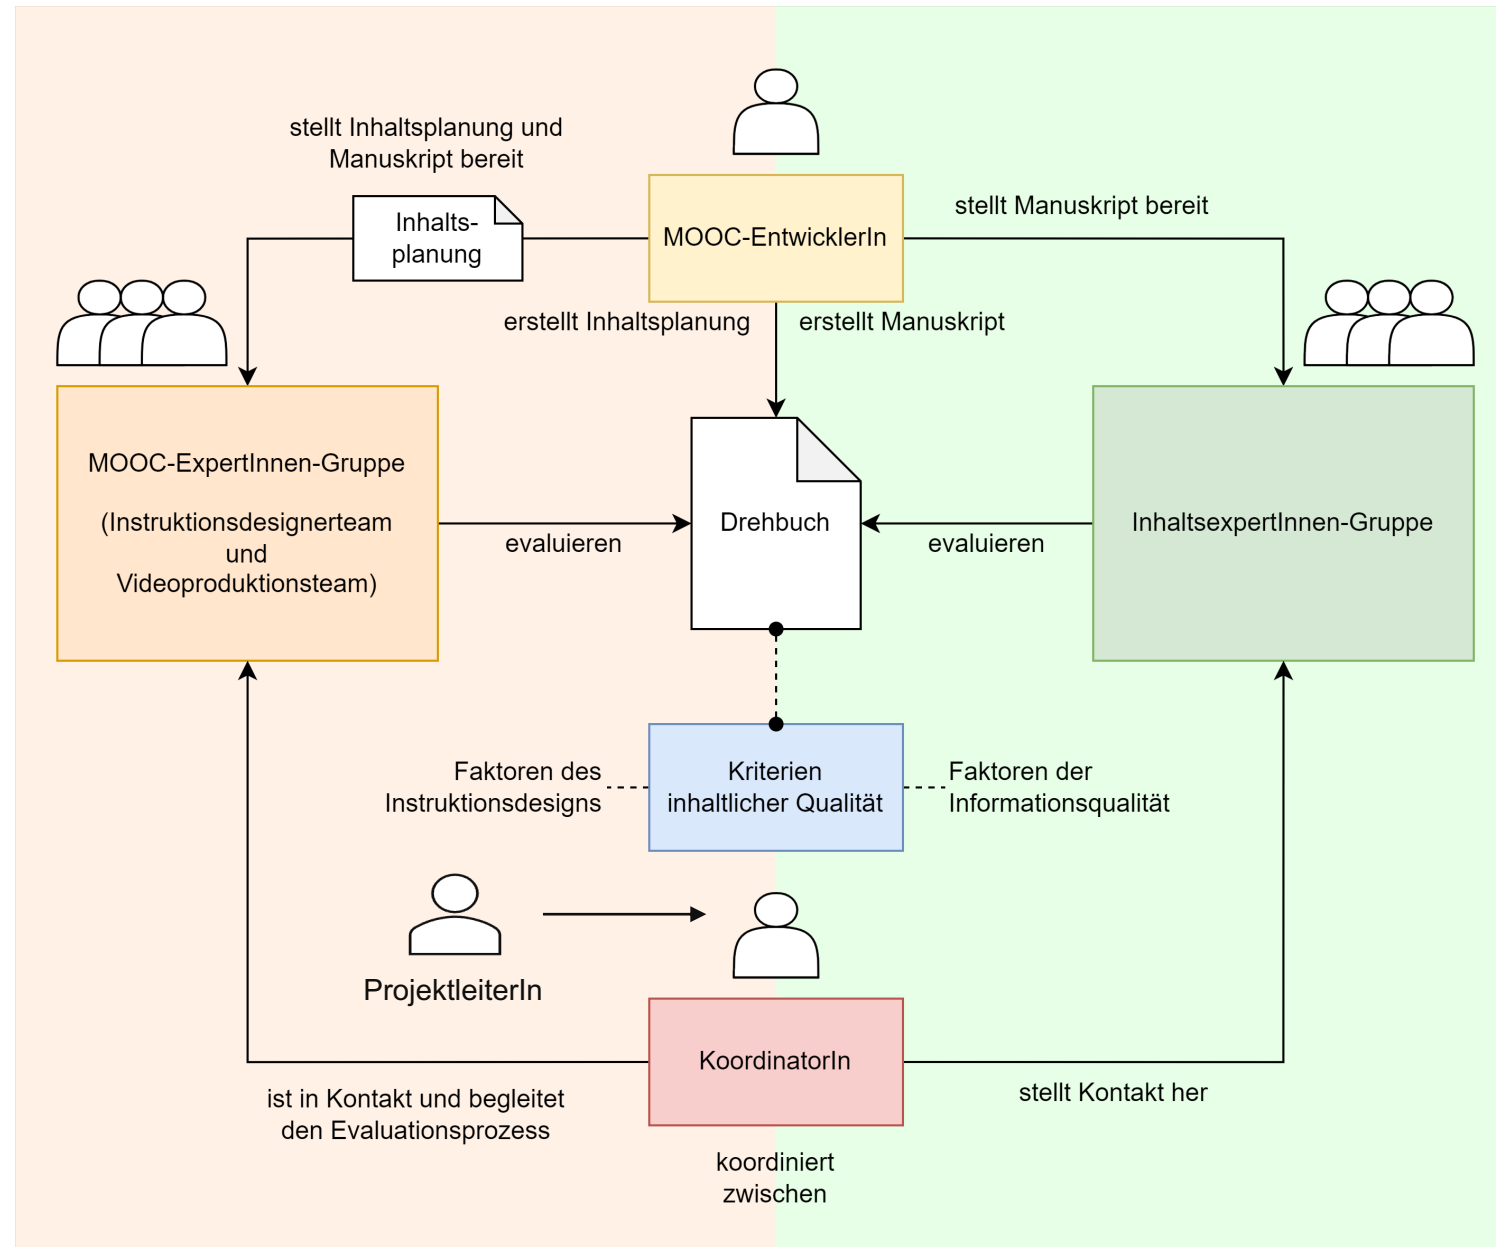 stellt Inhaltsplanung und
Manuskript bereit
Inhalts-
planung
MOOC-EntwicklerIn
stellt Manuskript bereit
erstellt Inhaltsplanung
erstellt Manuskript
MOOC-ExpertInnen-Gruppe
(Instruktionsdesignerteam
und
Videoproduktionsteam)
evaluieren
Drehbuch
evaluieren
InhaltsexpertInnen-Gruppe
Faktoren des
Instruktionsdesigns
Kriterien
inhaltlicher Qualität
Faktoren der
Informationsqualität
ProjektleiterIn
KoordinatorIn
ist in Kontakt und begleitet
den Evaluationsprozess
stellt Kontakt her
koordiniert
zwischen